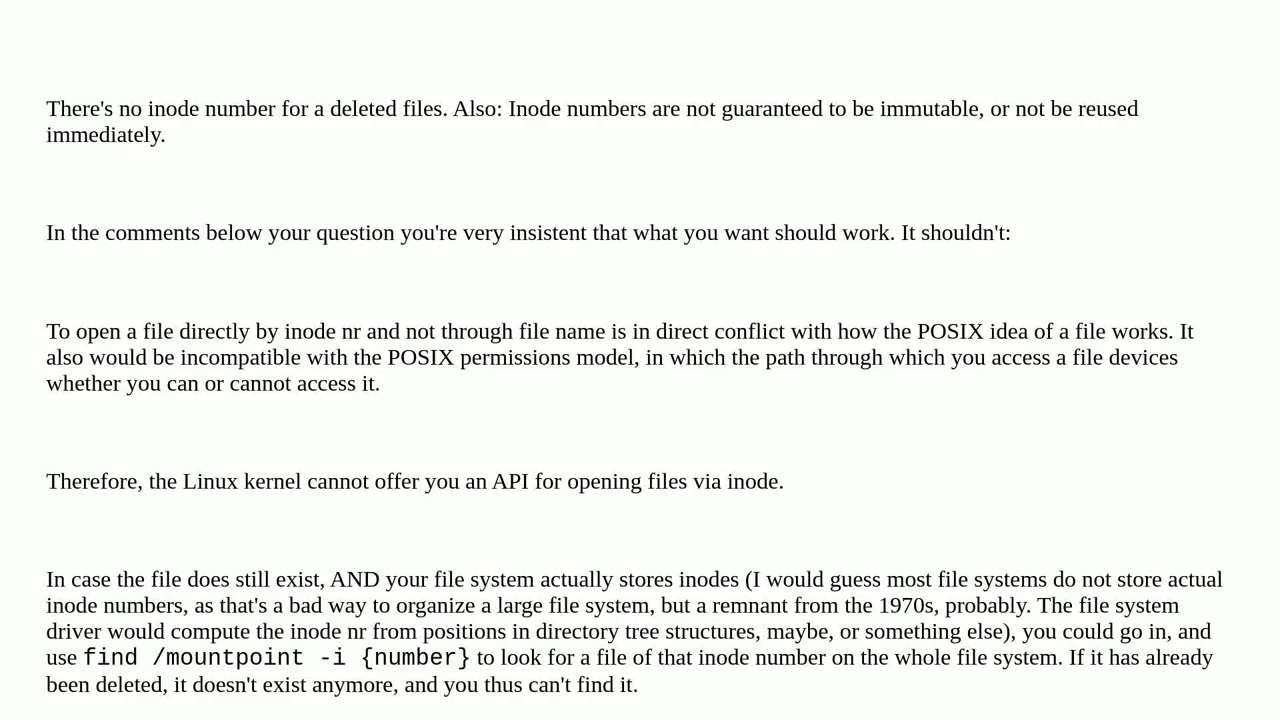 There's no inode number for a deleted files. Also: Inode numbers are not guaranteed to be immutable, or not be reused
immediately.
In the comments below your question you're very insistent that what you want should work. It shouldn't:
To open a file directly by inode nr and not through file name is in direct conflict with how the POSIX idea of a file works. It
also would be incompatible with the POSIX permissions model, in which the path through which you access a file devices
whether you can or cannot access it.
Therefore, the Linux kernel cannot offer you an API for opening files via inode.
In case the file does still exist, AND your file system actually stores inodes (I would guess most file systems do not store actual
inode numbers, as that's a bad way to organize a large file system, but a remnant from the 1970s, probably. The file system
driver would compute the inode nr from positions in directory tree structures, maybe, or something else), you could go in, and
use find /mountpoint -i {number} to look for a file of that inode number on the whole file system. If it has already
been deleted, it doesn't exist anymore, and you thus can't find it.